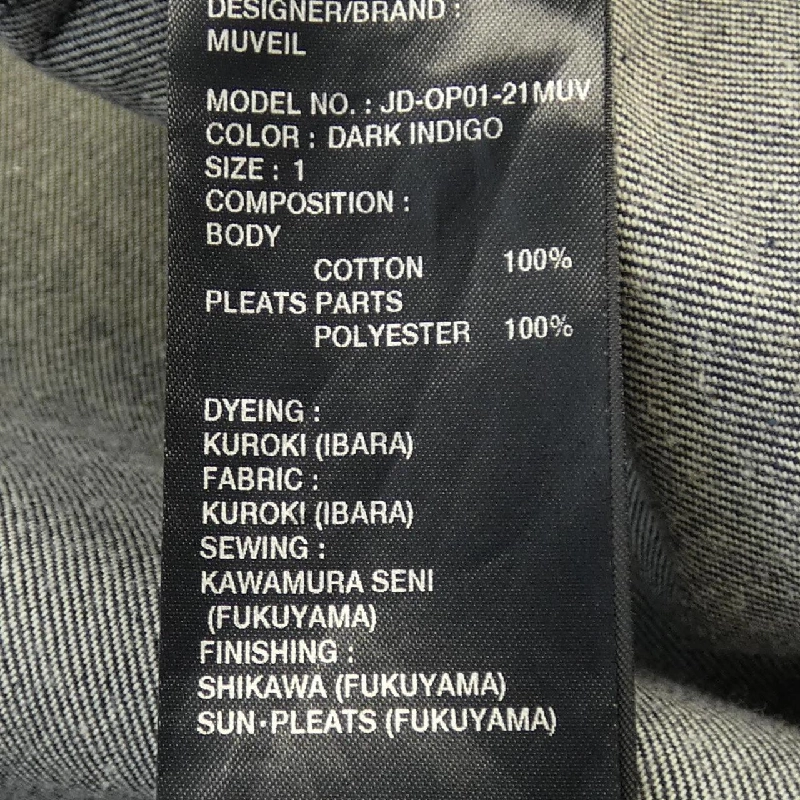 DESIGNER/BRAND :
MUVEIL
MODEL NO. : JD-OP01-21MUV
COLOR : DARK INDIGO
SIZE : 1
COMPOSITION :
BODY
COTTON 100%
PLEATS PARTS
POLYESTER 100%
DYEING :
KUROKI (IBARA)
FABRIC :
KUROKI (IBARA)
SEWING :
KAWAMURA SENI
(FUKUYAMA)
FINISHING :
SHIKAWA (FUKUYAMA)
SUN·PLEATS (FUKUYAMA)